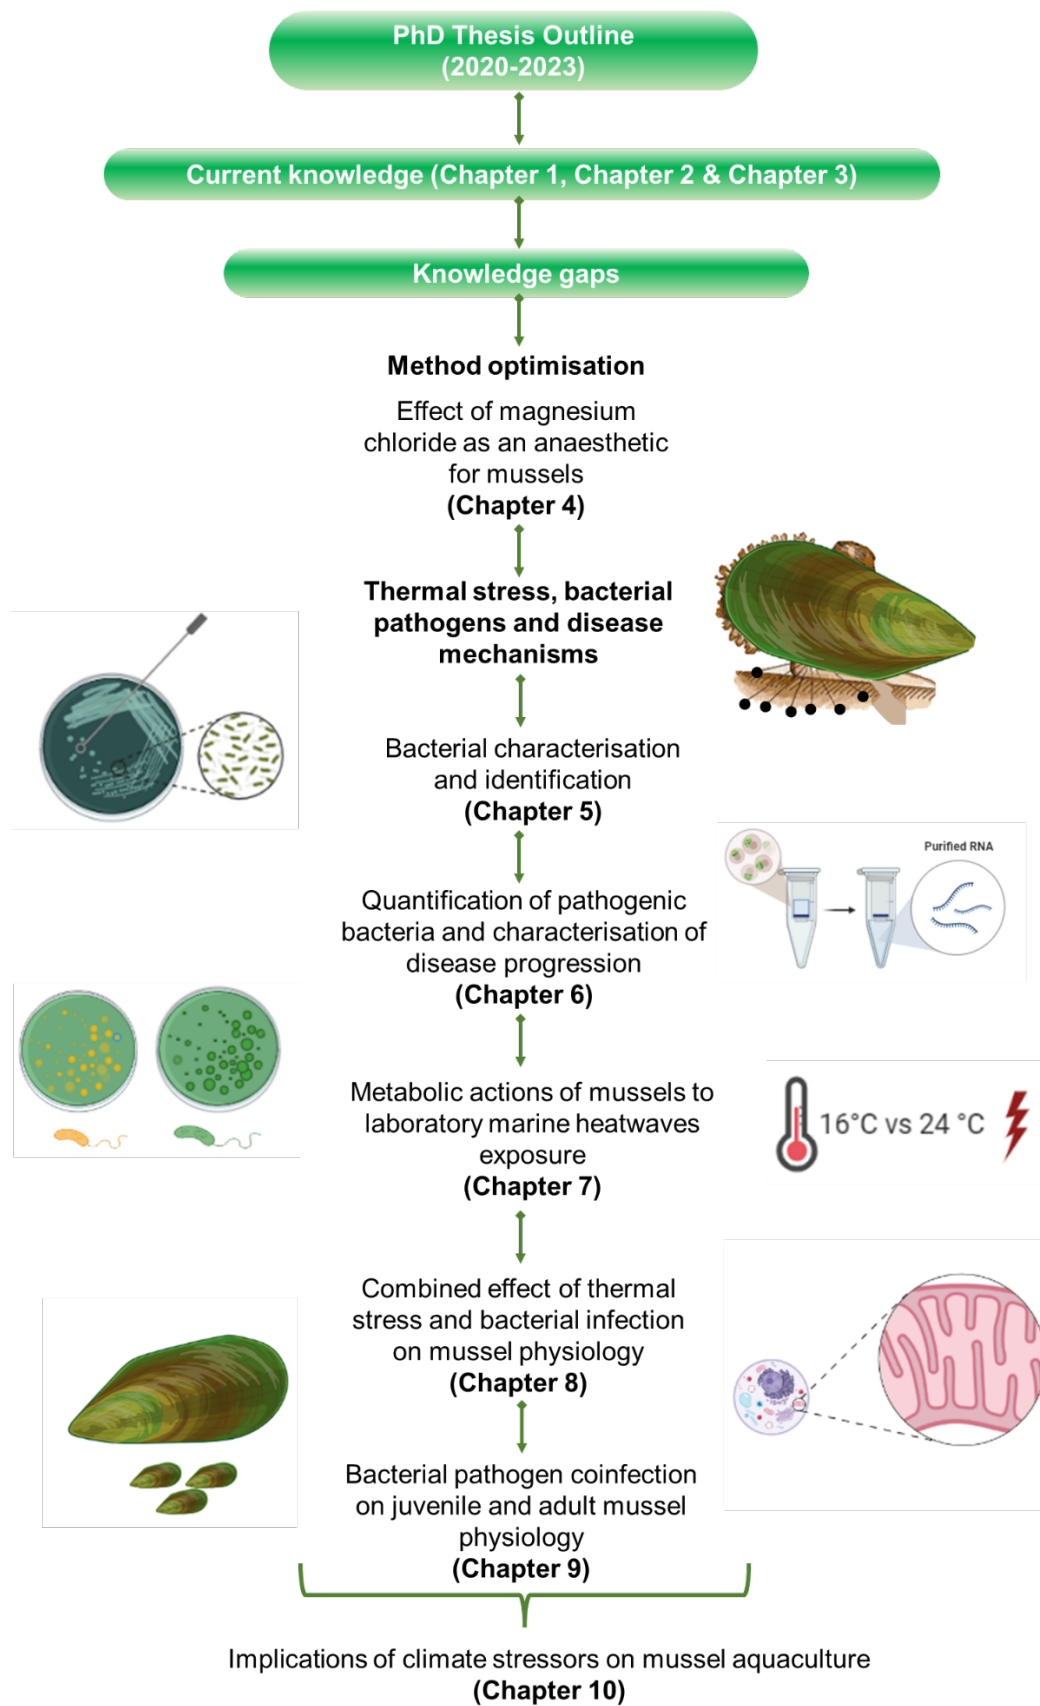 PhD Thesis Outline
(2020-2023)
Current knowledge (Chapter 1, Chapter 2 & Chapter 3)
Knowledge gaps
Method optimisation
Effect of magnesium
chloride as an anaesthetic
for mussels
(Chapter 4)
Thermal stress, bacterial
pathogens and disease
mechanisms
Bacterial characterisation
and identification
(Chapter 5)
Purified RNA
Quantification of pathogenic
bacteria and characterisation of
disease progression
(Chapter 6)
Metabolic actions of mussels to
laboratory marine heatwaves
exposure
(Chapter 7)
16°C vs 24 °C
Combined effect of thermal
stress and bacterial infection
on mussel physiology
(Chapter 8)
Bacterial pathogen coinfection
on juvenile and adult mussel
physiology
(Chapter 9)
Implications of climate stressors on mussel aquaculture
(Chapter 10)